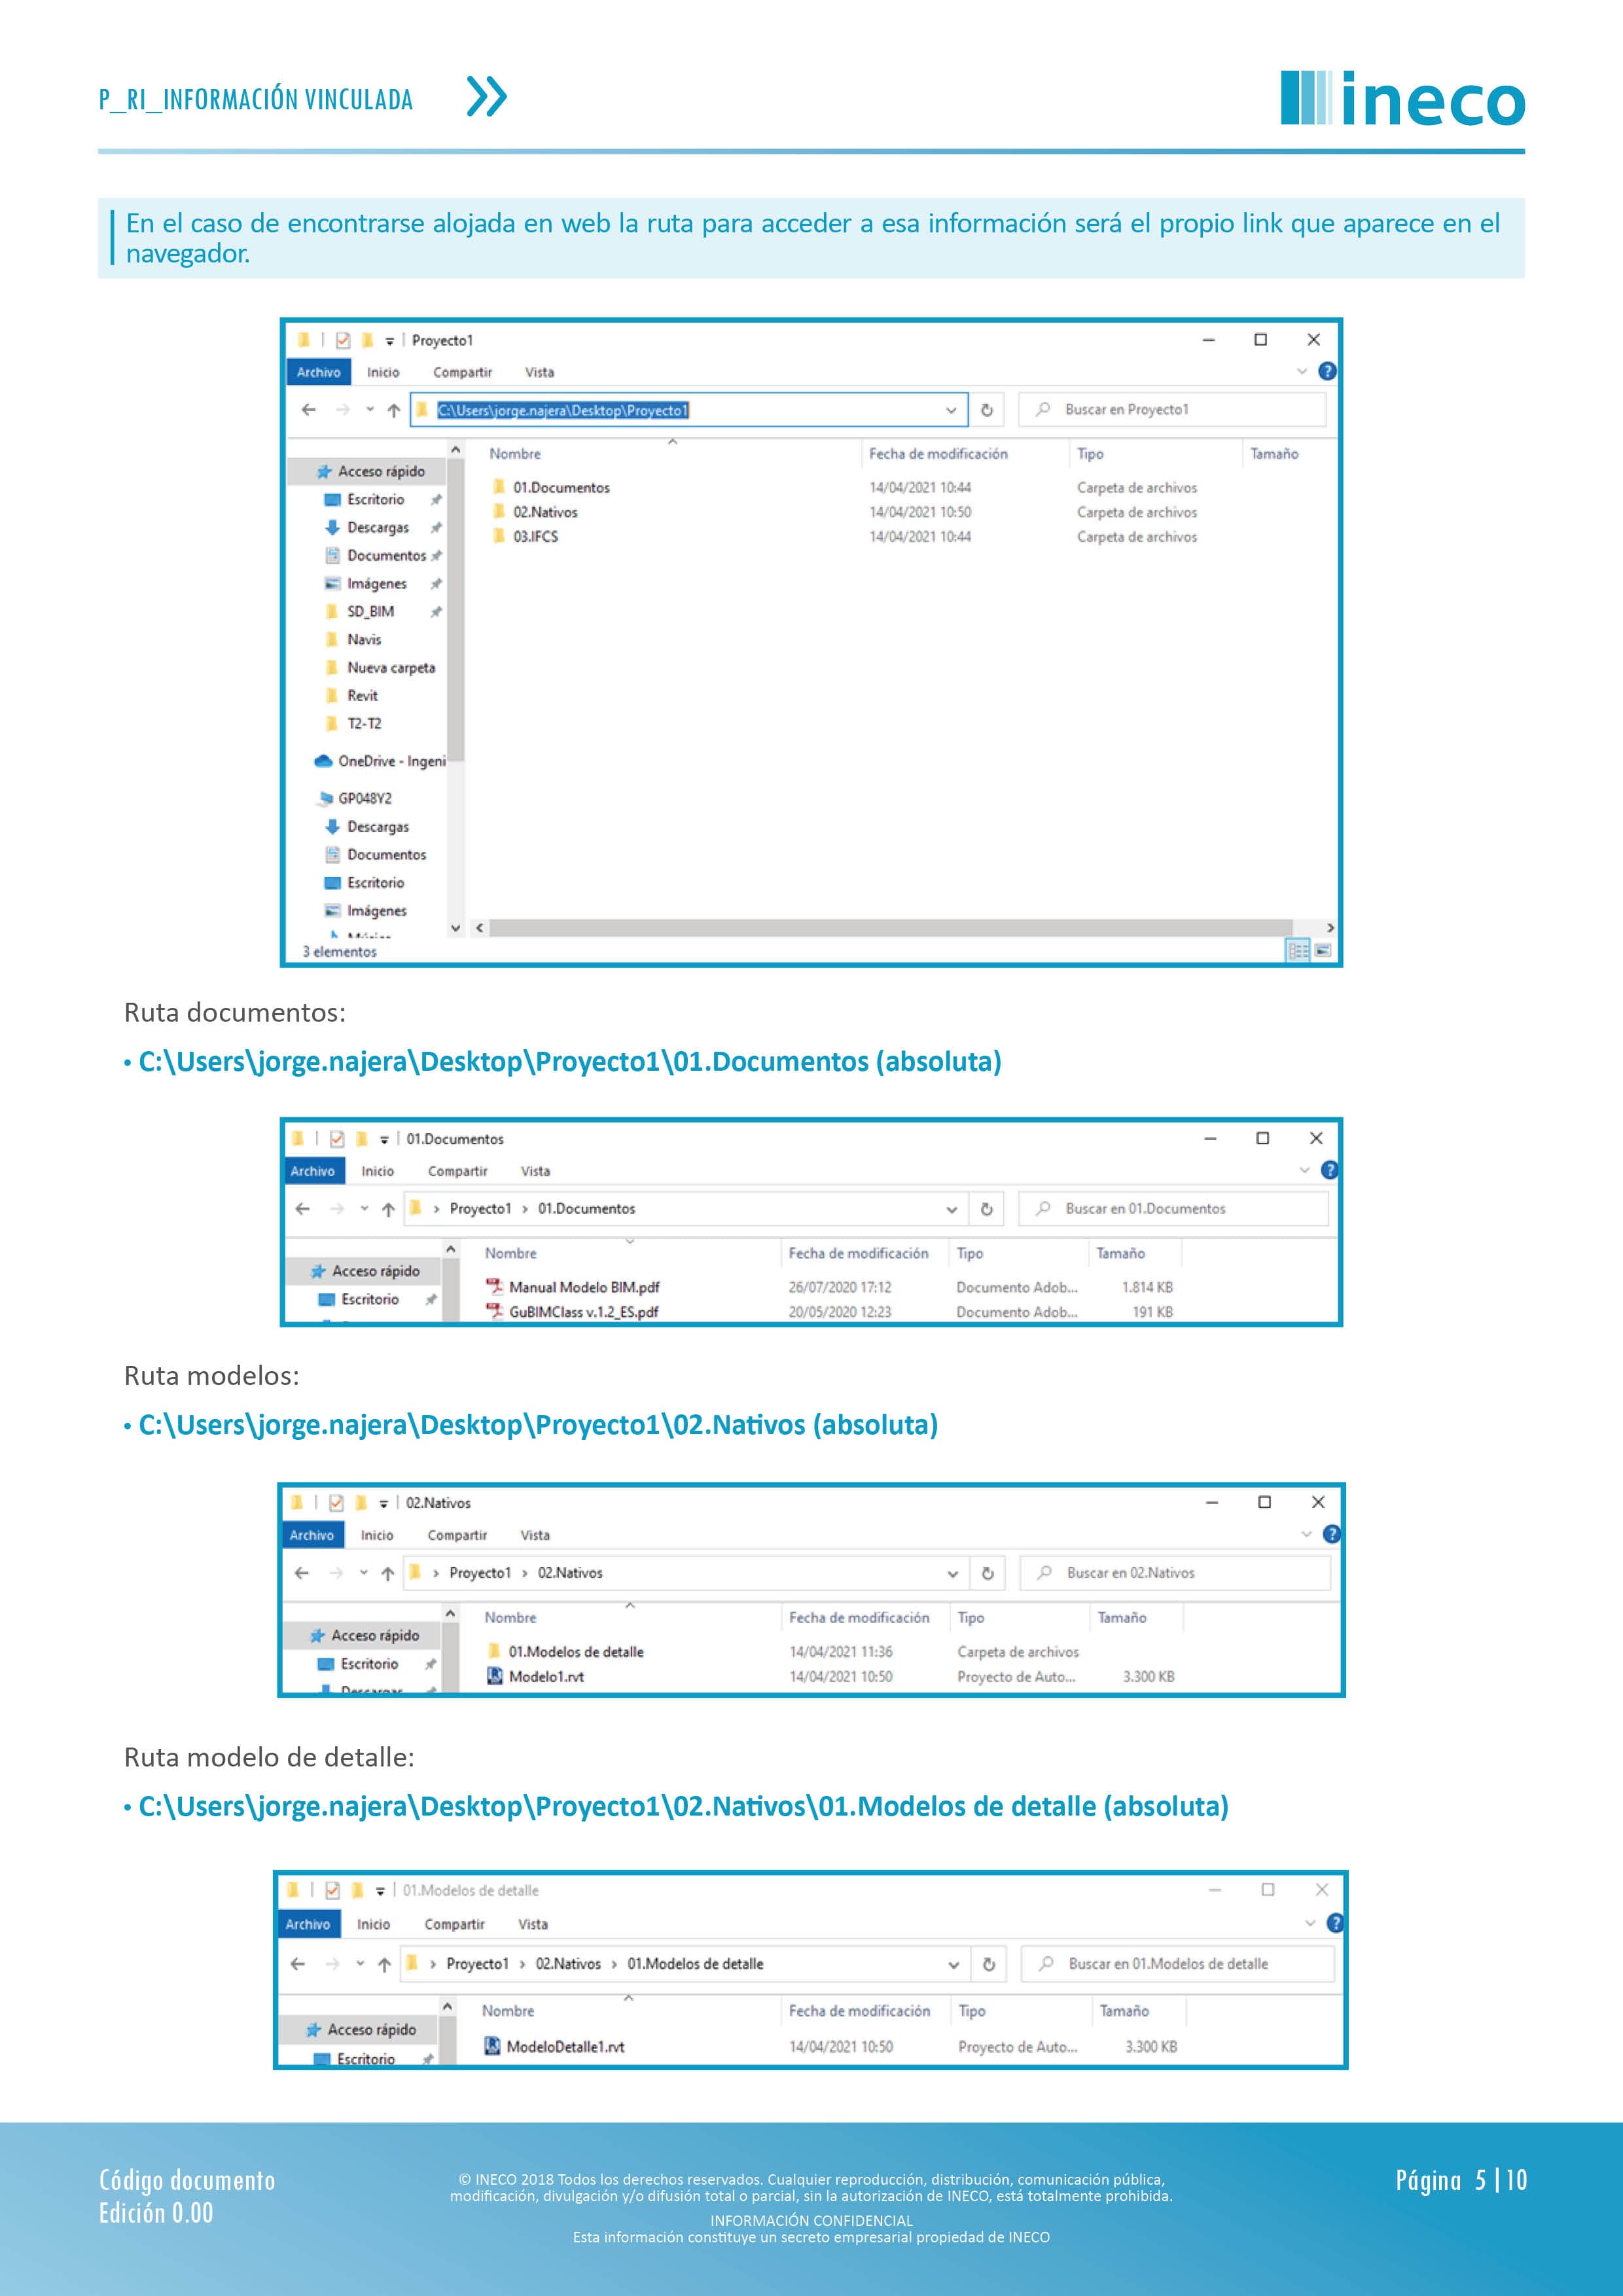 P_RI_INFORMACIÓN VINCULADA
ineco
En el caso de encontrarse alojada en web la ruta para acceder a esa información será el propio link que aparece en el
navegador.
Proyecto1
Archivo Inicio Compartir Vista
C:\Users\jorge.najera\Desktop\Proyecto1 Buscar en Proyecto1
Nombre Fecha de modificación Tipo Tamaño
Acceso rápido
Escritorio
Descargas
Documentos
Imágenes
SD_BIM
Navis
Nueva carpeta
Revit
T2-T2
OneDrive - Ingeni
GP048Y2
Descargas
Documentos
Escritorio
Imágenes
01.Documentos 14/04/2021 10:44 Carpeta de archivos
02.Nativos 14/04/2021 10:50 Carpeta de archivos
03.IFCS 14/04/2021 10:44 Carpeta de archivos
3 elementos
Ruta documentos:
• C:\Users\jorge.najera\Desktop\Proyecto1\01.Documentos (absoluta)
01.Documentos
Archivo Inicio Compartir Vista
› Proyecto1 › 01.Documentos Buscar en 01.Documentos
Nombre Fecha de modificación Tipo Tamaño
Acceso rápido
Escritorio
Manual Modelo BIM.pdf 26/07/2020 17:12 Documento Adob... 1.814 KB
GuBIMClass v.1.2_ES.pdf 20/05/2020 12:23 Documento Adob... 191 KB
Ruta modelos:
• C:\Users\jorge.najera\Desktop\Proyecto1\02.Nativos (absoluta)
02.Nativos
Archivo Inicio Compartir Vista
› Proyecto1 › 02.Nativos Buscar en 02.Nativos
Nombre Fecha de modificación Tipo Tamaño
Acceso rápido
Escritorio
Descargas
01.Modelos de detalle 14/04/2021 11:36 Carpeta de archivos
Modelo1.rvt 14/04/2021 10:50 Proyecto de Auto... 3.300 KB
Ruta modelo de detalle:
• C:\Users\jorge.najera\Desktop\Proyecto1\02.Nativos\01.Modelos de detalle (absoluta)
01.Modelos de detalle
Archivo Inicio Compartir Vista
› Proyecto1 › 02.Nativos › 01.Modelos de detalle Buscar en 01.Modelos de detalle
Nombre Fecha de modificación Tipo Tamaño
Acceso rápido
Escritorio
ModeloDetalle1.rvt 14/04/2021 10:50 Proyecto de Auto... 3.300 KB
Código documento
Edición 0.00
© INECO 2018 Todos los derechos reservados. Cualquier reproducción, distribución, comunicación pública,
modificación, divulgación y/o difusión total o parcial, sin la autorización de INECO, está totalmente prohibida.
INFORMACIÓN CONFIDENCIAL
Esta información constituye un secreto empresarial propiedad de INECO
Página 5|10